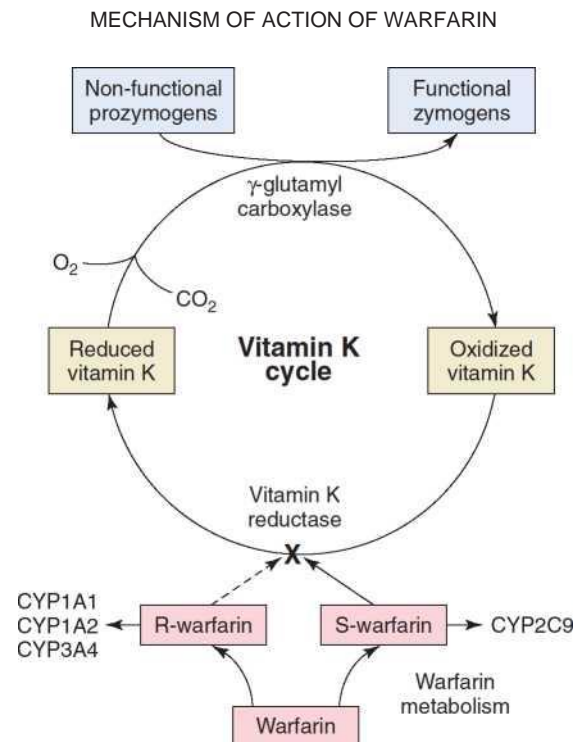 MECHANISM OF ACTION OF WARFARIN
Non-functional
prozymogens
Functional
zymogens
γ-glutamyl
carboxylase
O2
CO2
Reduced
vitamin K
Vitamin K
cycle
Oxidized
vitamin K
Vitamin K
reductase
X
CYP1A1
CYP1A2
CYP3A4
R-warfarin
S-warfarin
CYP2C9
Warfarin
metabolism
Warfarin